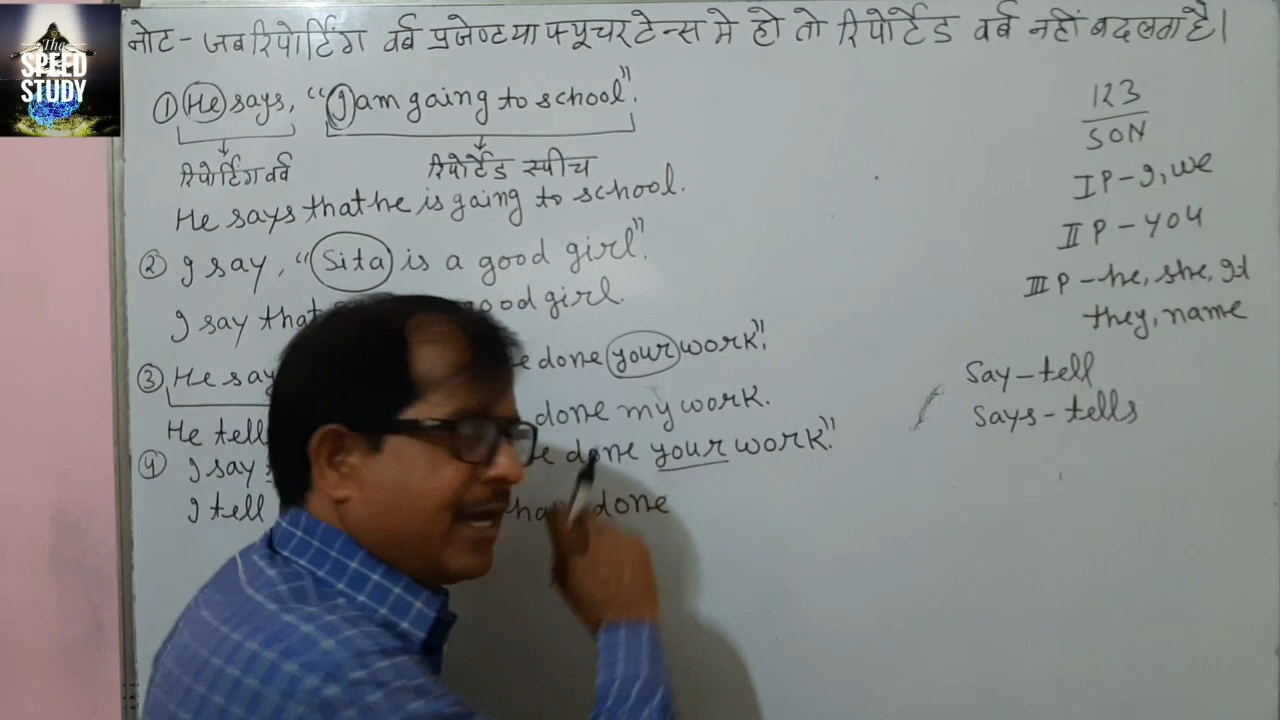 The
SPEED
STUDY
नोट - जब रिपोर्टिंग वर्ब प्रजेण्ट या फ्यूचर टेन्स मे हो तो रिपोर्टेड वर्ब नहीं बदलता है।
① He says, "I am going to school".
रिपोर्टिंग वर्ब रिपोर्टेड स्पीच
He says that he is going to school.
② I say, "Sita is a good girl".
I say that good girl.
③ He say done your work".
He tell done my work.
④ I say done your work."
I tell done
123
SON
I P - I, we
II P - you
III P - he, she, it
they, name
Say - tell
Says - tells